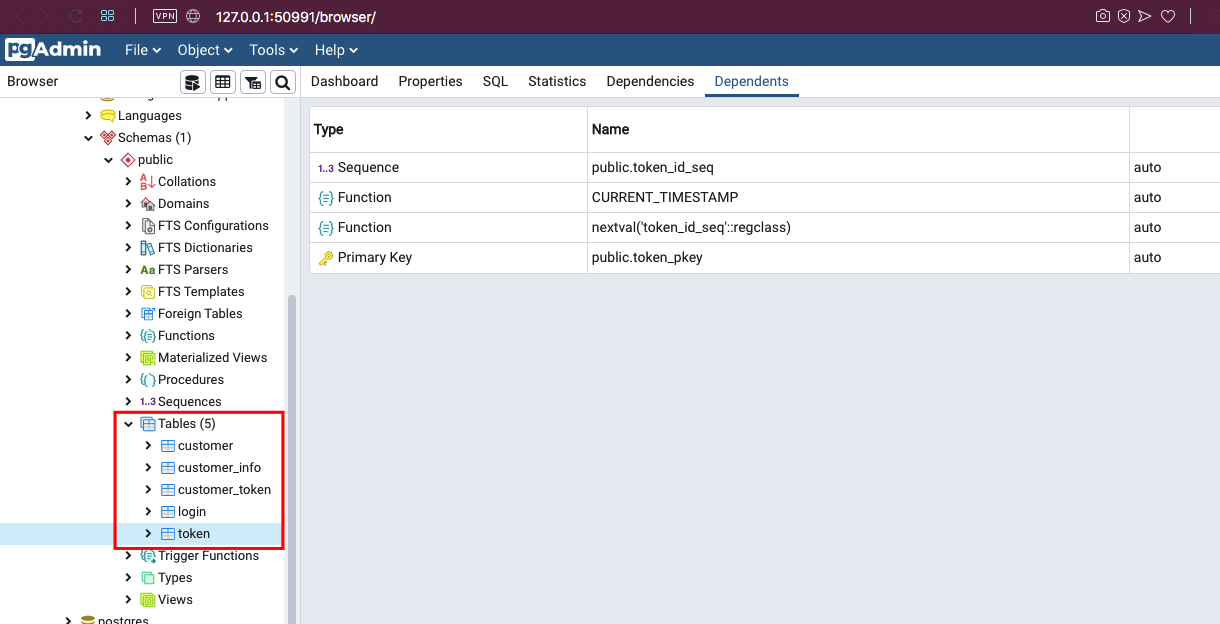 VPN 127.0.0.1:50991/browser/
pgAdmin File Object Tools Help
Browser Dashboard Properties SQL Statistics Dependencies Dependents
Languages
Schemas (1)
public
Collations
Domains
FTS Configurations
FTS Dictionaries
Aa FTS Parsers
FTS Templates
Foreign Tables
Functions
Materialized Views
Procedures
1..3 Sequences
Tables (5)
customer
customer_info
customer_token
login
token
Trigger Functions
Types
Views
postgres
Type Name
1..3 Sequence public.token_id_seq auto
Function CURRENT_TIMESTAMP auto
Function nextval('token_id_seq'::regclass) auto
Primary Key public.token_pkey auto